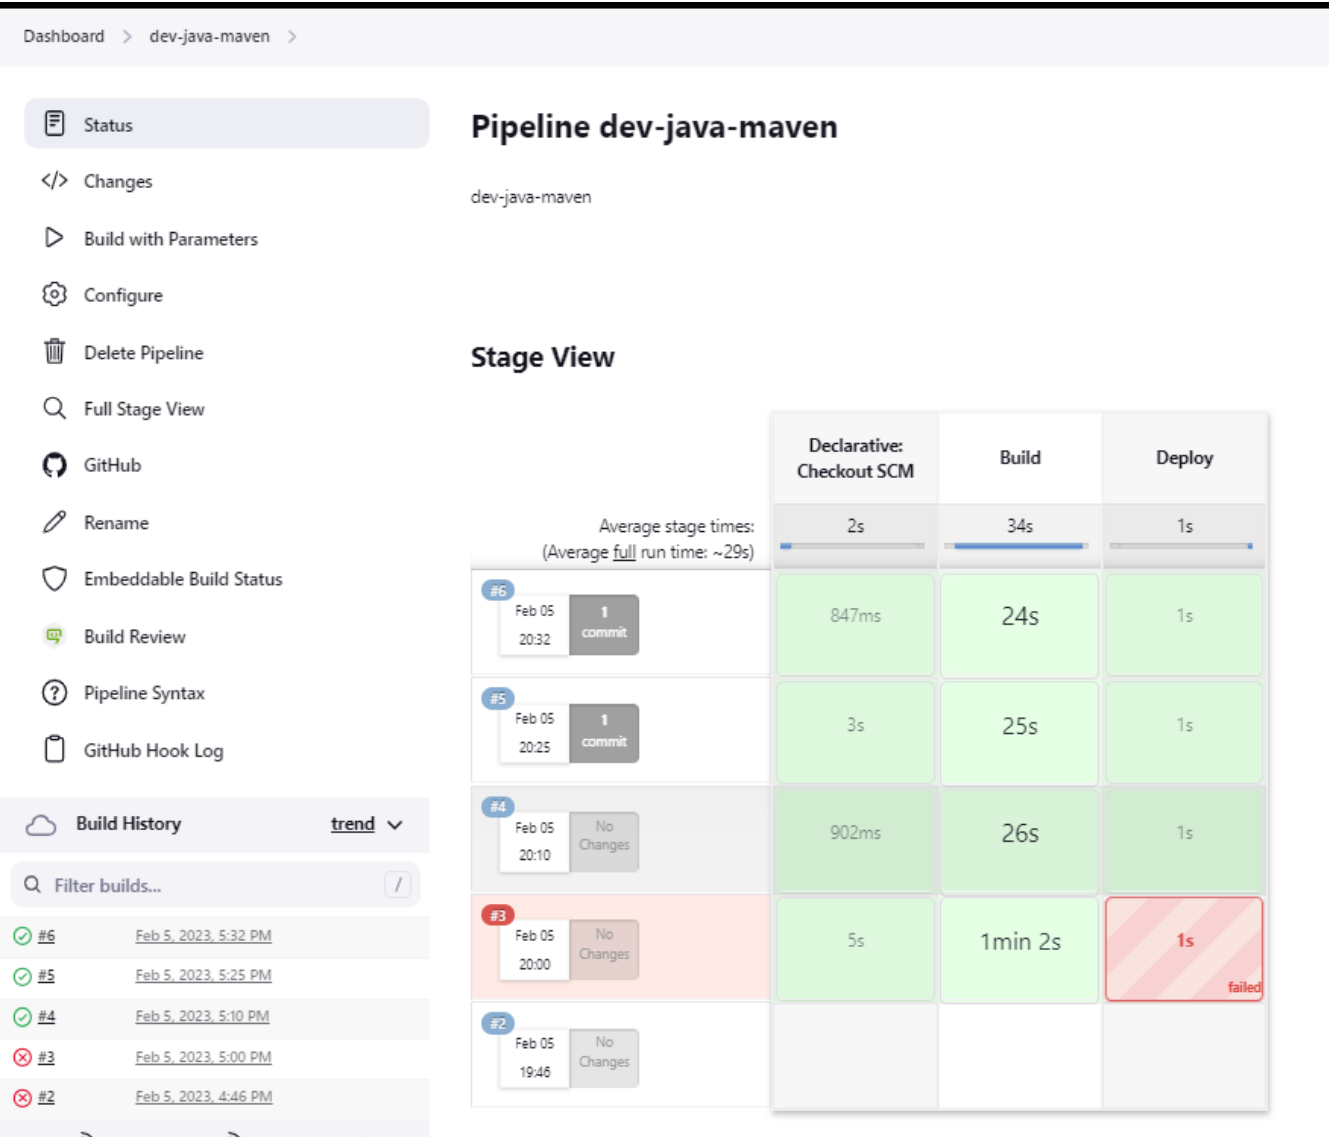 Dashboard > dev-java-maven >
Status
Changes
Build with Parameters
Configure
Delete Pipeline
Full Stage View
GitHub
Rename
Embeddable Build Status
Build Review
Pipeline Syntax
GitHub Hook Log
Build History
trend
Filter builds...
/
#6 Feb 5, 2023, 5:32 PM
#5 Feb 5, 2023, 5:25 PM
#4 Feb 5, 2023, 5:10 PM
#3 Feb 5, 2023, 5:00 PM
#2 Feb 5, 2023, 4:46 PM
Pipeline dev-java-maven
dev-java-maven
Stage View
Declarative:
Checkout SCM
Build
Deploy
Average stage times:
(Average full run time: ~29s)
2s
34s
1s
#6
Feb 05
20:32
1
commit
847ms
24s
1s
#5
Feb 05
20:25
1
commit
3s
25s
1s
#4
Feb 05
20:10
No
Changes
902ms
26s
1s
#3
Feb 05
20:00
No
Changes
5s
1min 2s
1s
failed
#2
Feb 05
19:46
No
Changes